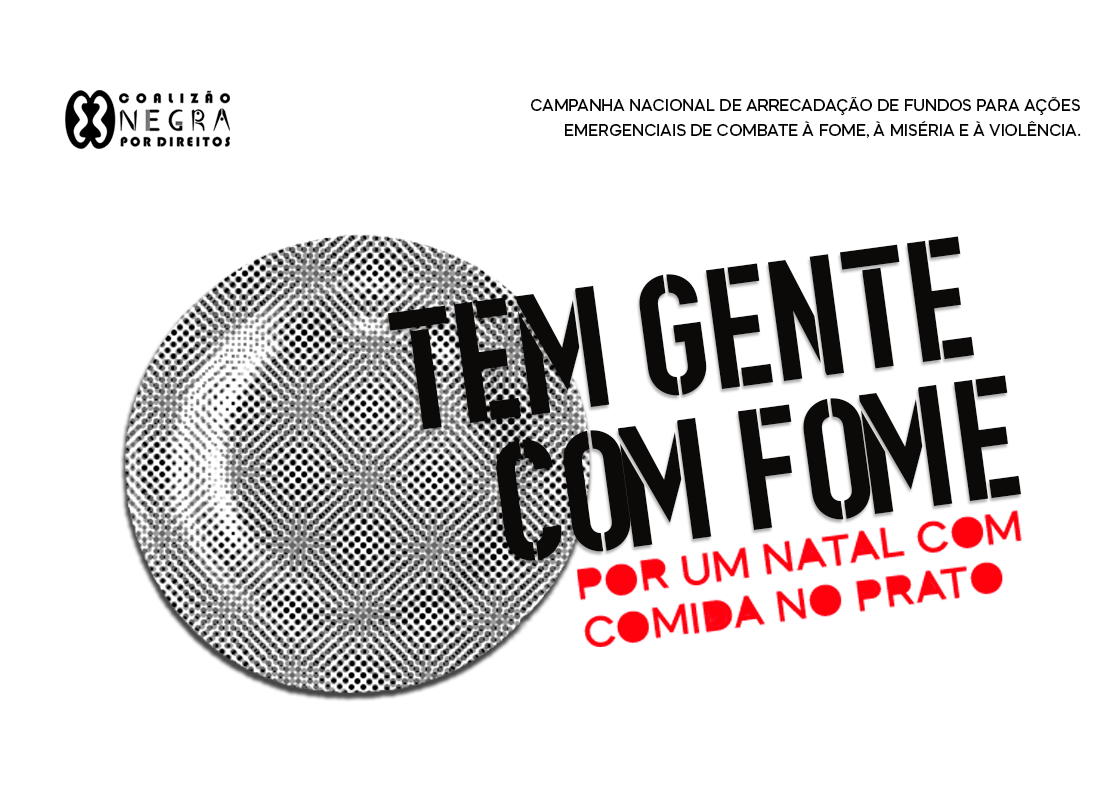 COALIZÃO
NEGRA
POR DIREITOS
CAMPANHA NACIONAL DE ARRECADAÇÃO DE FUNDOS PARA AÇÕES
EMERGENCIAIS DE COMBATE À FOME, À MISÉRIA E À VIOLÊNCIA.
TEM GENTE
COM FOME
POR UM NATAL COM
COMIDA NO PRATO